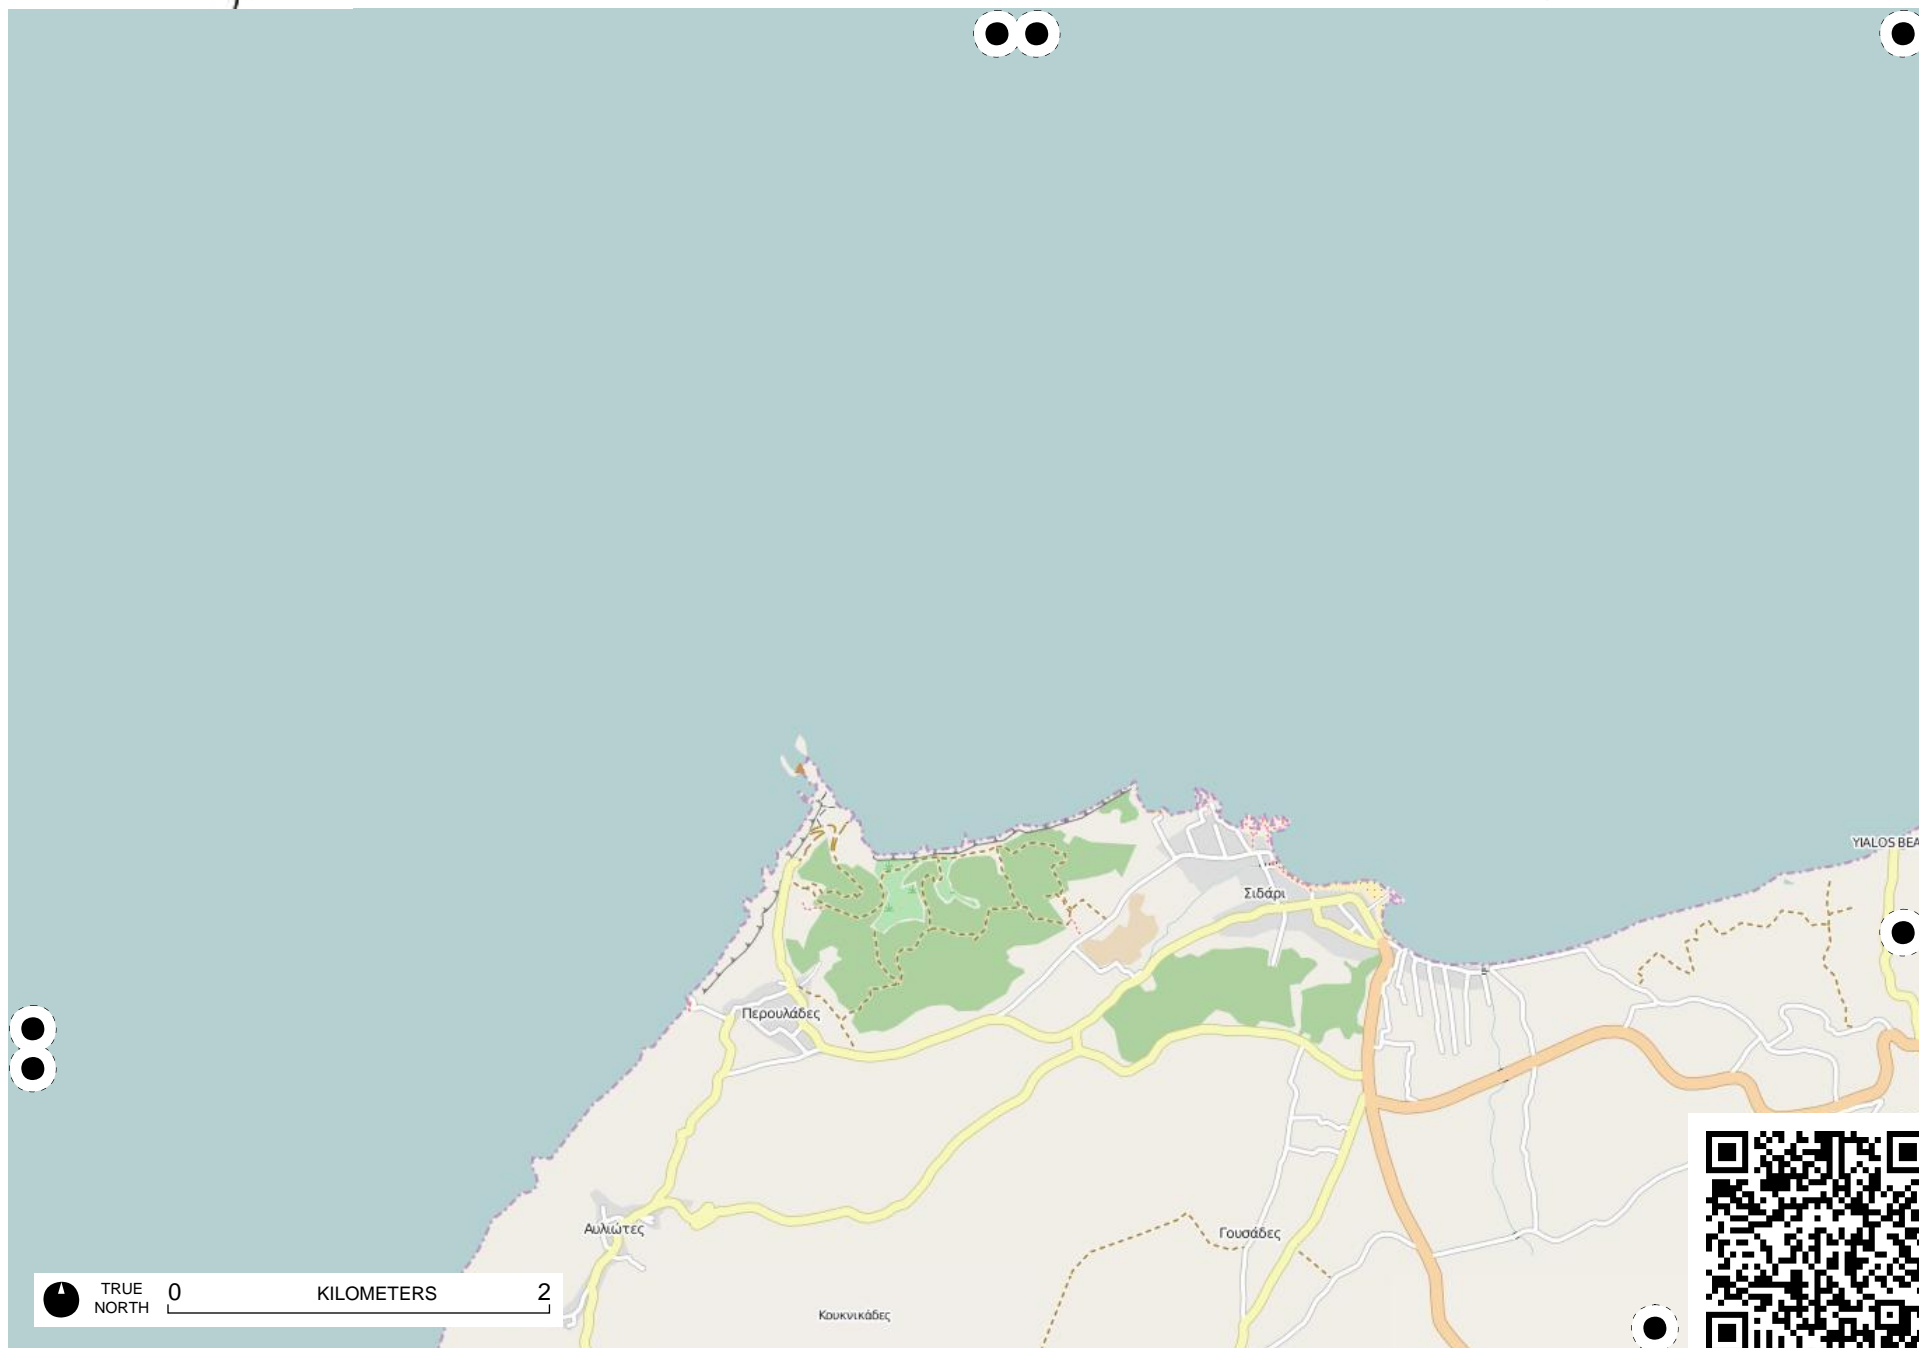 YIALOS BEA
Σιδάρι
Περουλάδες
Αυλιώτες
Γουσάδες
TRUE
NORTH
0 KILOMETERS 2
Κουκνικάδες